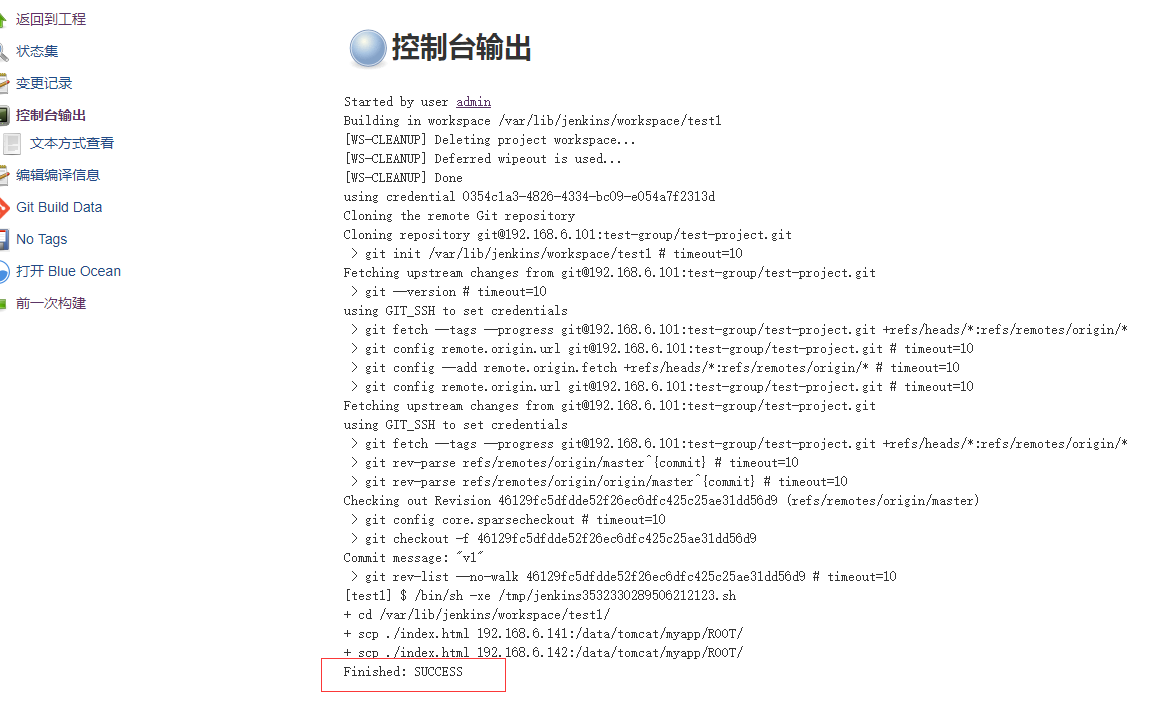 返回到工程
状态集
变更记录
控制台输出
文本方式查看
编辑编译信息
Git Build Data
No Tags
打开 Blue Ocean
前一次构建
控制台输出
Started by user admin
Building in workspace /var/lib/jenkins/workspace/test1
[WS-CLEANUP] Deleting project workspace...
[WS-CLEANUP] Deferred wipeout is used...
[WS-CLEANUP] Done
using credential 0354c1a3-4826-4334-bc09-e054a7f2313d
Cloning the remote Git repository
Cloning repository git@192.168.6.101:test-group/test-project.git
> git init /var/lib/jenkins/workspace/test1 # timeout=10
Fetching upstream changes from git@192.168.6.101:test-group/test-project.git
> git --version # timeout=10
using GIT_SSH to set credentials
> git fetch --tags --progress git@192.168.6.101:test-group/test-project.git +refs/heads/*:refs/remotes/origin/*
> git config remote.origin.url git@192.168.6.101:test-group/test-project.git # timeout=10
> git config --add remote.origin.fetch +refs/heads/*:refs/remotes/origin/* # timeout=10
> git config remote.origin.url git@192.168.6.101:test-group/test-project.git # timeout=10
Fetching upstream changes from git@192.168.6.101:test-group/test-project.git
using GIT_SSH to set credentials
> git fetch --tags --progress git@192.168.6.101:test-group/test-project.git +refs/heads/*:refs/remotes/origin/*
> git rev-parse refs/remotes/origin/master^{commit} # timeout=10
> git rev-parse refs/remotes/origin/origin/master^{commit} # timeout=10
Checking out Revision 46129fc5dfdde52f26ec6dfc425c25ae31dd56d9 (refs/remotes/origin/master)
> git config core.sparsecheckout # timeout=10
> git checkout -f 46129fc5dfdde52f26ec6dfc425c25ae31dd56d9
Commit message: "v1"
> git rev-list --no-walk 46129fc5dfdde52f26ec6dfc425c25ae31dd56d9 # timeout=10
[test1] $ /bin/sh -xe /tmp/jenkins3532330289506212123.sh
+ cd /var/lib/jenkins/workspace/test1/
+ scp ./index.html 192.168.6.141:/data/tomcat/myapp/ROOT/
+ scp ./index.html 192.168.6.142:/data/tomcat/myapp/ROOT/
Finished: SUCCESS